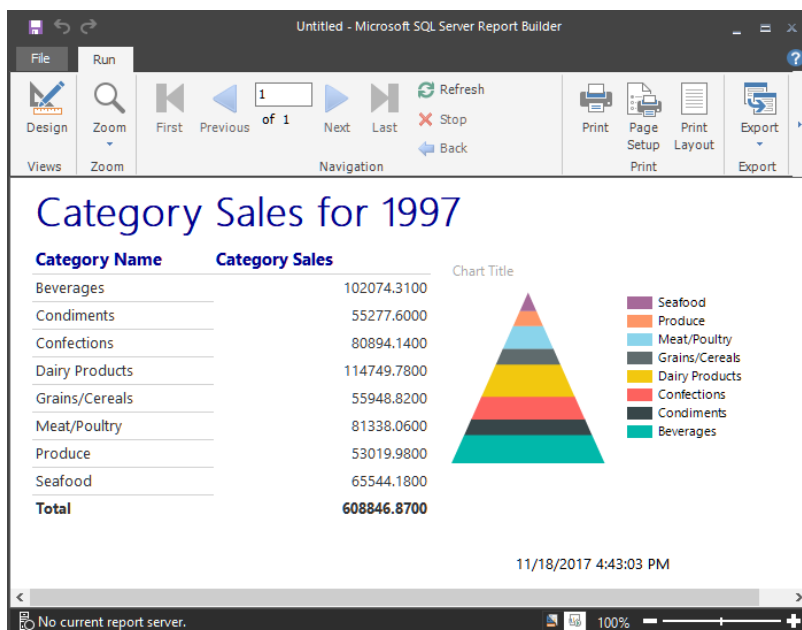 Untitled - Microsoft SQL Server Report Builder
File Run
Design
Views
Zoom
Zoom
First Previous 1 of 1 Next Last
Refresh
Stop
Back
Navigation
Print Page Setup Print Layout
Print
Export
Export
Category Sales for 1997
Category Name Category Sales
Beverages 102074.3100
Condiments 55277.6000
Confections 80894.1400
Dairy Products 114749.7800
Grains/Cereals 55948.8200
Meat/Poultry 81338.0600
Produce 53019.9800
Seafood 65544.1800
Total 608846.8700
Chart Title
Seafood
Produce
Meat/Poultry
Grains/Cereals
Dairy Products
Confections
Condiments
Beverages
11/18/2017 4:43:03 PM
No current report server. 100%